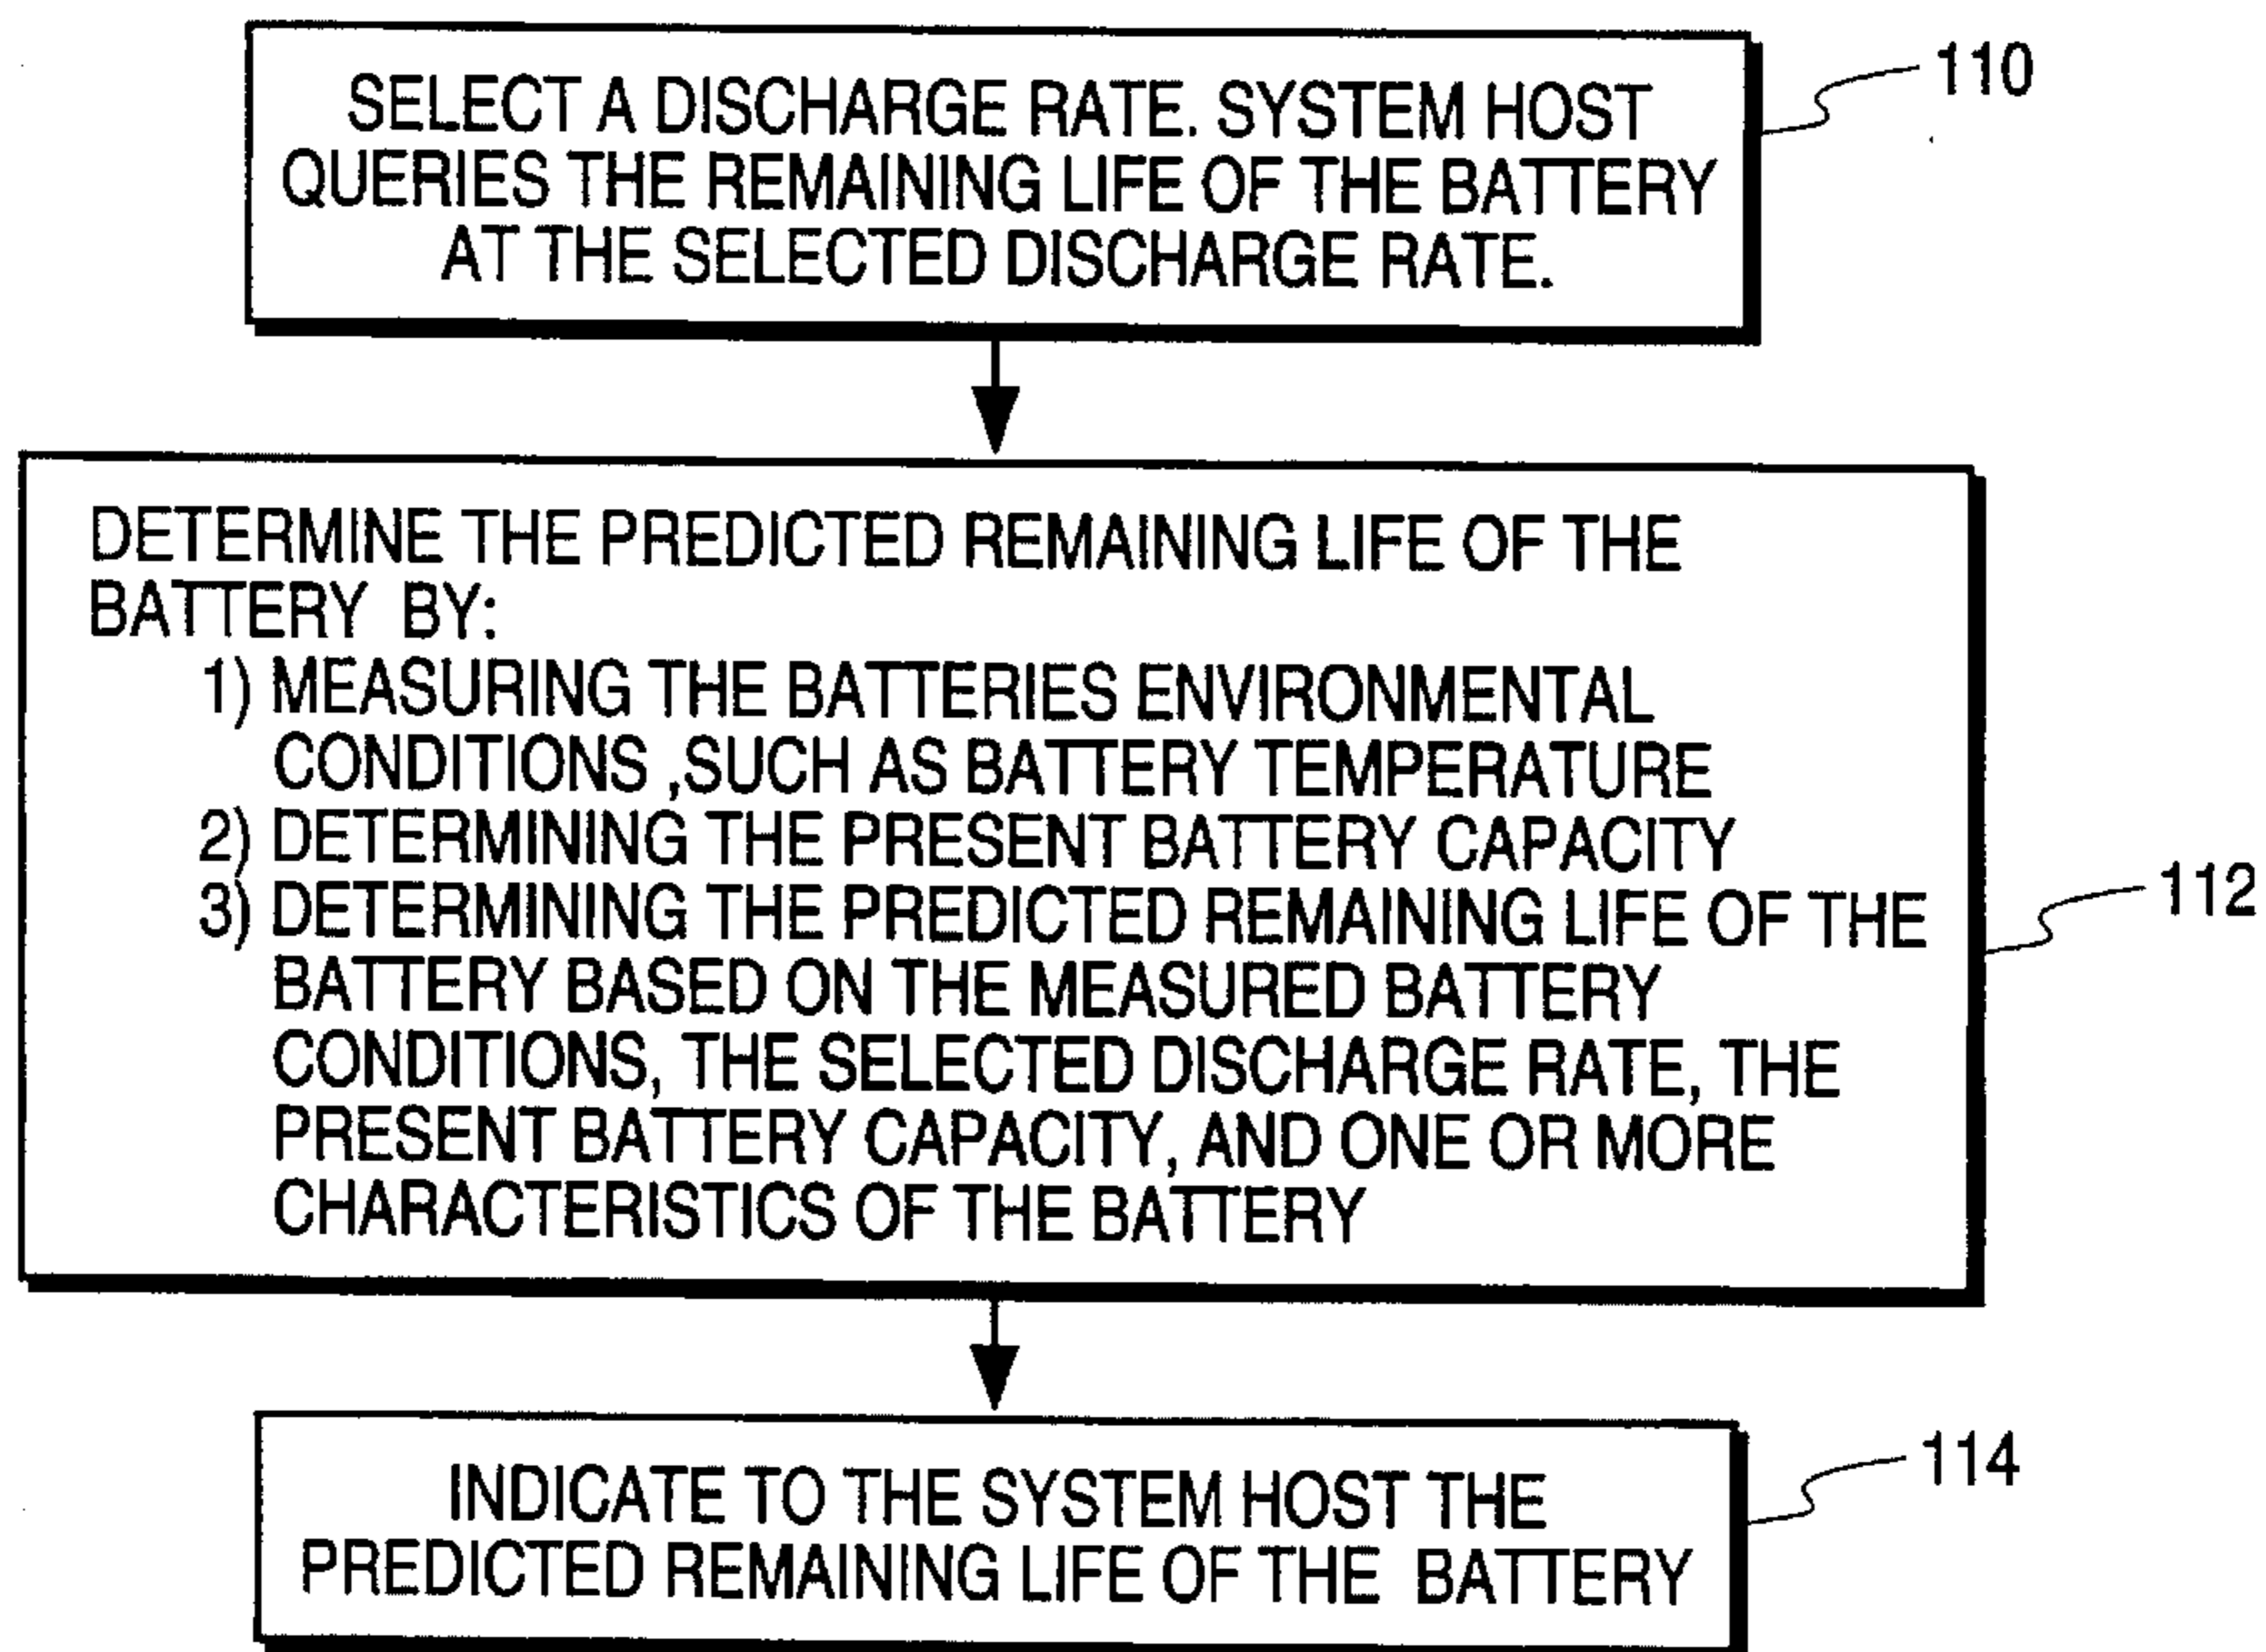 SELECT A DISCHARGE RATE. SYSTEM HOST
QUERIES THE REMAINING LIFE OF THE BATTERY
AT THE SELECTED DISCHARGE RATE.
110
DETERMINE THE PREDICTED REMAINING LIFE OF THE
BATTERY BY:
1) MEASURING THE BATTERIES ENVIRONMENTAL
CONDITIONS ,SUCH AS BATTERY TEMPERATURE
2) DETERMINING THE PRESENT BATTERY CAPACITY
3) DETERMINING THE PREDICTED REMAINING LIFE OF THE
BATTERY BASED ON THE MEASURED BATTERY
CONDITIONS, THE SELECTED DISCHARGE RATE, THE
PRESENT BATTERY CAPACITY, AND ONE OR MORE
CHARACTERISTICS OF THE BATTERY
112
INDICATE TO THE SYSTEM HOST THE
PREDICTED REMAINING LIFE OF THE BATTERY
114